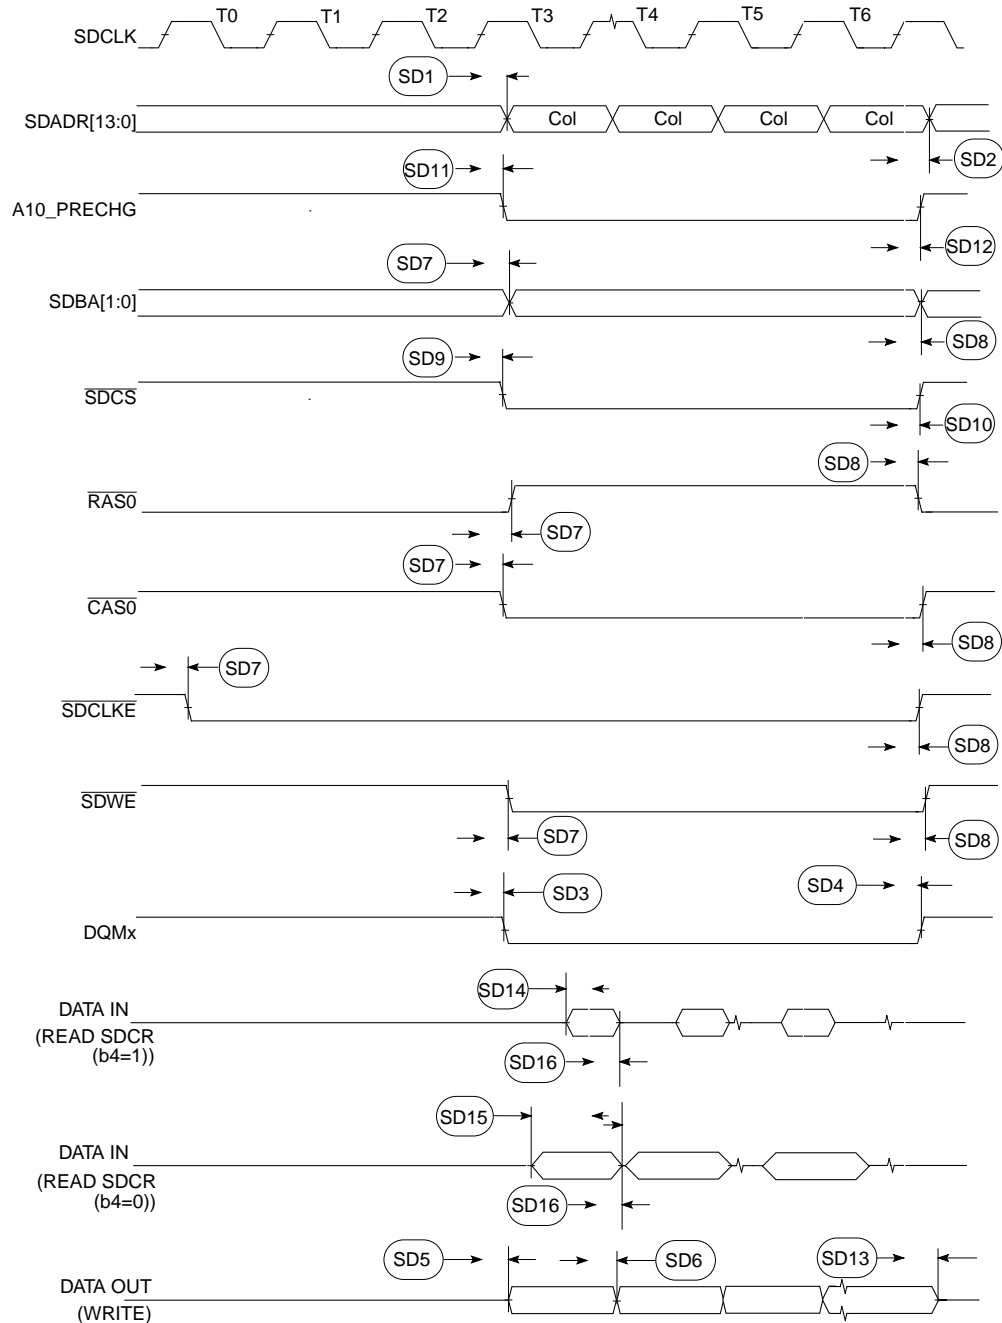 T0 T1 T2 T3 T4 T5 T6
SDCLK
SD1
SDADR[13:0] Col Col Col Col
SD2
SD11
A10_PRECHG
SD12
SD7
SDBA[1:0]
SD8
SD9
SDCS
SD10
SD8
RAS0
SD7
SD7
CAS0
SD8
SD7
SDCLKE
SD8
SDWE
SD7 SD8
SD3 SD4
DQMx
SD14
DATA IN
(READ SDCR
(b4=1))
SD16
SD15
DATA IN
(READ SDCR
(b4=0))
SD16
SD5 SD6 SD13
DATA OUT
(WRITE)